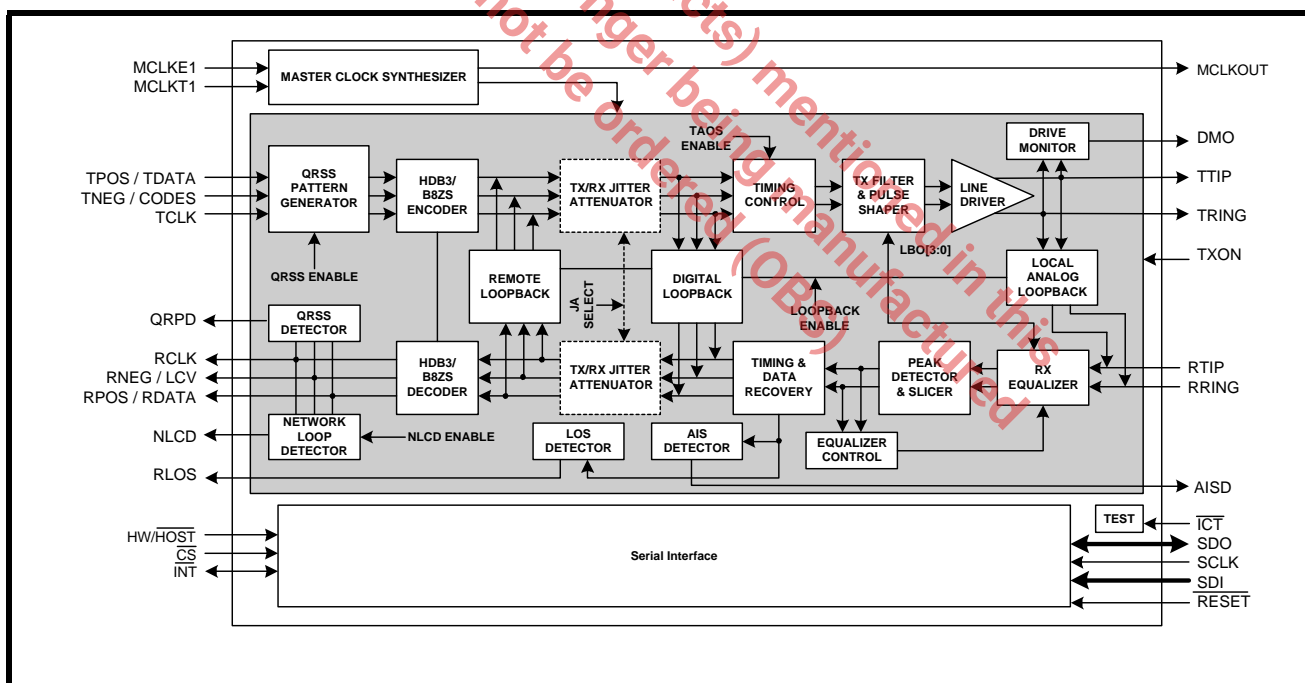 MCLKE1
MCLKT1
MASTER CLOCK SYNTHESIZER
MCLKOUT
TAOS
ENABLE
DRIVE
MONITOR
DMO
TPOS / TDATA
TNEG / CODES
TCLK
QRSS
PATTERN
GENERATOR
HDB3/
B8ZS
ENCODER
TX/RX JITTER
ATTENUATOR
TIMING
CONTROL
TX FILTER
& PULSE
SHAPER
LINE
DRIVER
TTIP
TRING
LBO[3:0]
TXON
QRSS ENABLE
REMOTE
LOOPBACK
JA
SELECT
DIGITAL
LOOPBACK
LOOPBACK
ENABLE
LOCAL
ANALOG
LOOPBACK
QRPD
QRSS
DETECTOR
RCLK
RNEG / LCV
RPOS / RDATA
HDB3/
B8ZS
DECODER
TX/RX JITTER
ATTENUATOR
TIMING &
DATA
RECOVERY
PEAK
DETECTOR
& SLICER
RX
EQUALIZER
RTIP
RRING
NLCD
NETWORK
LOOP
DETECTOR
NLCD ENABLE
LOS
DETECTOR
AIS
DETECTOR
EQUALIZER
CONTROL
RLOS
AISD
HW/HOST
CS
INT
Serial Interface
TEST
ICT
SDO
SCLK
SDI
RESET
cts) mentioned in this
nger being manufactured
not be ordered (OBS)